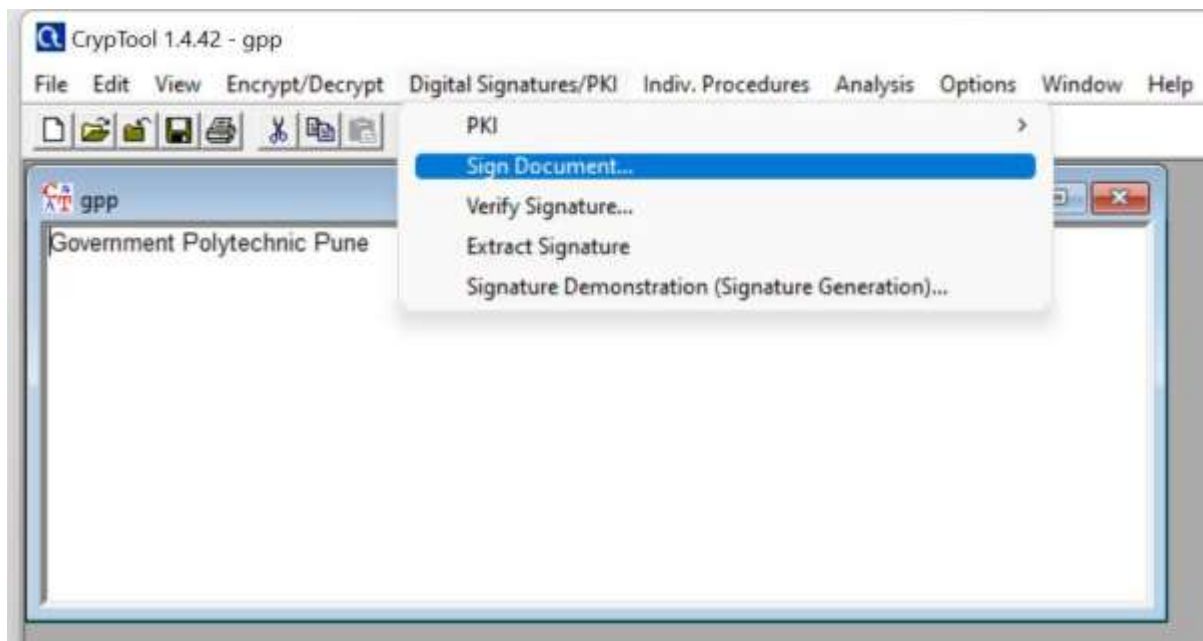 CrypTool 1.4.42 - gpp
File Edit View Encrypt/Decrypt Digital Signatures/PKI Indiv. Procedures Analysis Options Window Help
PKI
Sign Document...
Verify Signature...
Extract Signature
Signature Demonstration (Signature Generation)...
gpp
Government Polytechnic Pune